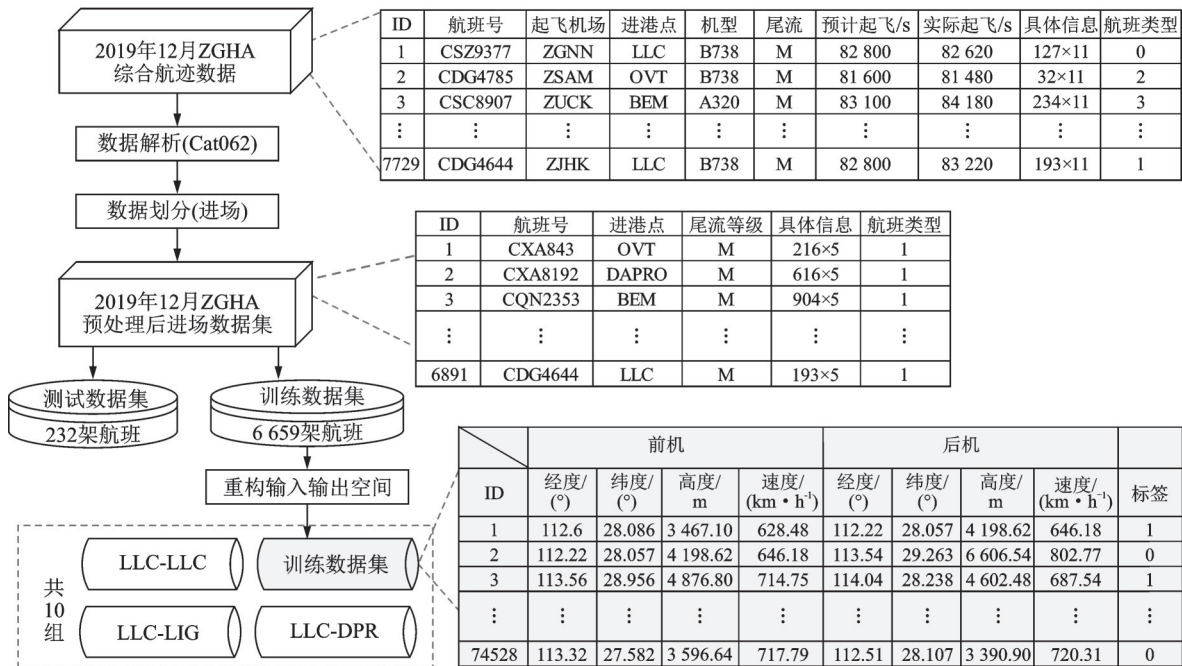 2019年12月ZGHA
综合航迹数据
数据解析(Cat062)
数据划分(进场)
2019年12月ZGHA
预处理后进场数据集
测试数据集
232架航班
训练数据集
6 659架航班
重构输入输出空间
共10组
LLC-LLC
训练数据集
LLC-LIG
LLC-DPR
ID 航班号 起飞机场 进港点 机型 尾流 预计起飞/s 实际起飞/s 具体信息 航班类型
1 CSZ9377 ZGNN LLC B738 M 82 800 82 620 127×11 0
2 CDG4785 ZSAM OVT B738 M 81 600 81 480 32×11 2
3 CSC8907 ZUCK BEM A320 M 83 100 84 180 234×11 3
⋮ ⋮ ⋮ ⋮ ⋮ ⋮ ⋮ ⋮ ⋮ ⋮
7729 CDG4644 ZJHK LLC B738 M 82 800 83 220 193×11 1
ID 航班号 进港点 尾流等级 具体信息 航班类型
1 CXA843 OVT M 216×5 1
2 CXA8192 DAPRO M 616×5 1
3 CQN2353 BEM M 904×5 1
⋮ ⋮ ⋮ ⋮ ⋮ ⋮
6891 CDG4644 LLC M 193×5 1
前机 后机
ID 经度/(°) 纬度/(°) 高度/m 速度/(km·h⁻¹) 经度/(°) 纬度/(°) 高度/m 速度/(km·h⁻¹) 标签
1 112.6 28.086 3 467.10 628.48 112.22 28.057 4 198.62 646.18 1
2 112.22 28.057 4 198.62 646.18 113.54 29.263 6 606.54 802.77 0
3 113.56 28.956 4 876.80 714.75 114.04 28.238 4 602.48 687.54 1
⋮ ⋮ ⋮ ⋮ ⋮ ⋮ ⋮ ⋮ ⋮ ⋮
74528 113.32 27.582 3 596.64 717.79 112.51 28.107 3 390.90 720.31 0